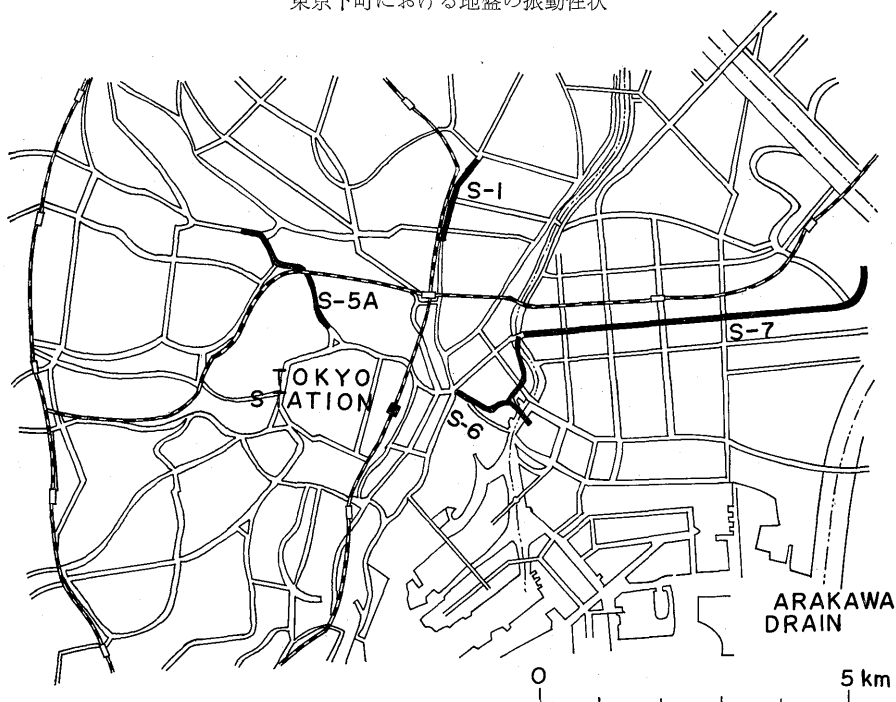 東京下町における地盤の振動性状
S-1
S-5A
S-7
TOKYO
STATION
S-6
ARAKAWA
DRAIN
0 5 km